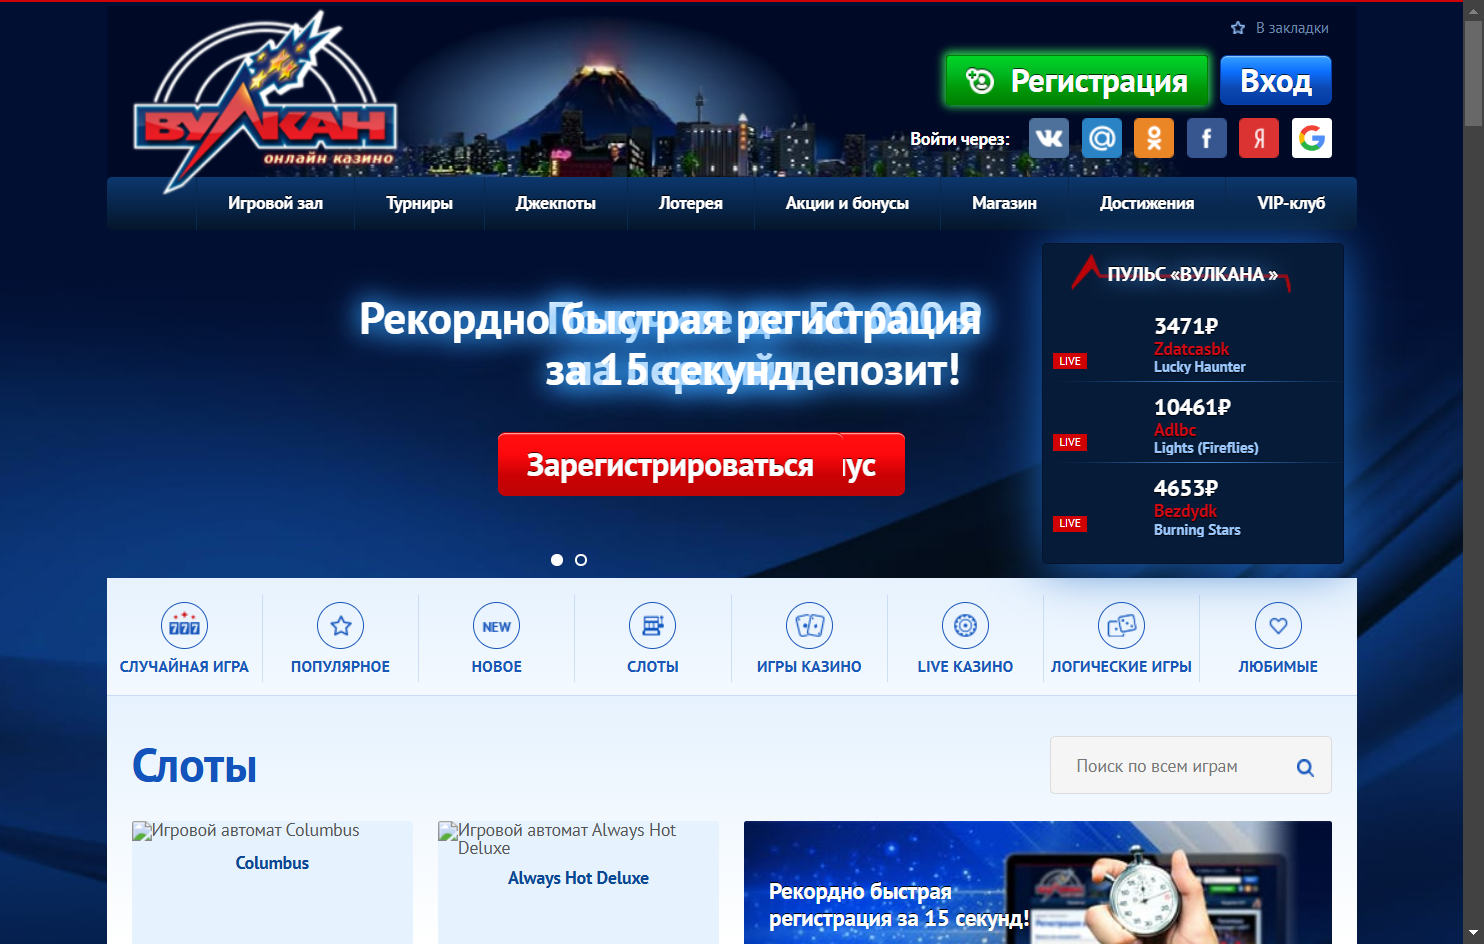 В закладки
ВУЛКАН
онлайн казино
Регистрация
Вход
Войти через:
Игровой зал
Турниры
Джекпоты
Лотерея
Акции и бонусы
Магазин
Достижения
VIP-клуб
Рекордно быстрая регистрация
за 15 секунд
депозит!
Зарегистрироваться
ПУЛЬС «ВУЛКАНА »
3471₽
Zdatcasbk
LIVE
Lucky Haunter
10461₽
Adlbc
LIVE
Lights (Fireflies)
4653₽
Bezdydk
LIVE
Burning Stars
777
NEW
СЛУЧАЙНАЯ ИГРА
ПОПУЛЯРНОЕ
НОВОЕ
СЛОТЫ
ИГРЫ КАЗИНО
LIVE КАЗИНО
ЛОГИЧЕСКИЕ ИГРЫ
ЛЮБИМЫЕ
Слоты
Поиск по всем играм
Игровой автомат Columbus
Columbus
Игровой автомат Always Hot
Deluxe
Always Hot Deluxe
Рекордно быстрая
регистрация за 15 секунд!